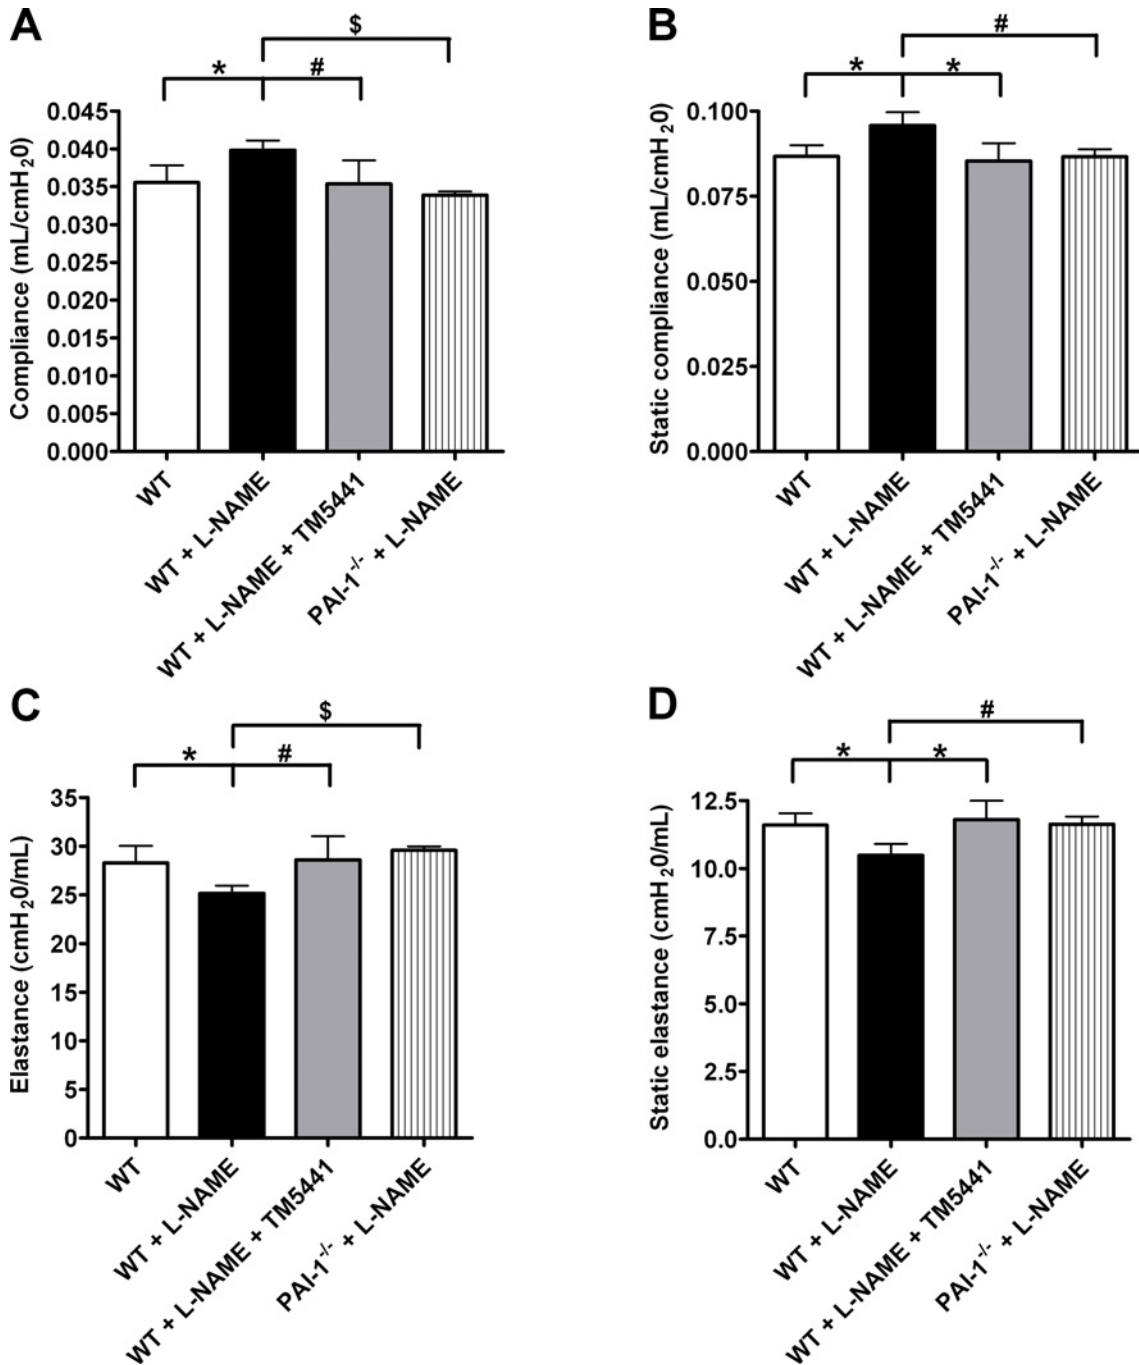 A
$
*
#
Compliance (mL/cmH₂0)
0.045
0.040
0.035
0.030
0.025
0.020
0.015
0.010
0.005
0.000
WT
WT + L-NAME
WT + L-NAME + TM5441
PAI-1⁻/⁻ + L-NAME
B
#
*
*
Static compliance (mL/cmH₂0)
0.100
0.075
0.050
0.025
0.000
WT
WT + L-NAME
WT + L-NAME + TM5441
PAI-1⁻/⁻ + L-NAME
C
$
*
#
Elastance (cmH₂0/mL)
35
30
25
20
15
10
5
0
WT
WT + L-NAME
WT + L-NAME + TM5441
PAI-1⁻/⁻ + L-NAME
D
#
*
*
Static elastance (cmH₂0/mL)
12.5
10.0
7.5
5.0
2.5
0.0
WT
WT + L-NAME
WT + L-NAME + TM5441
PAI-1⁻/⁻ + L-NAME